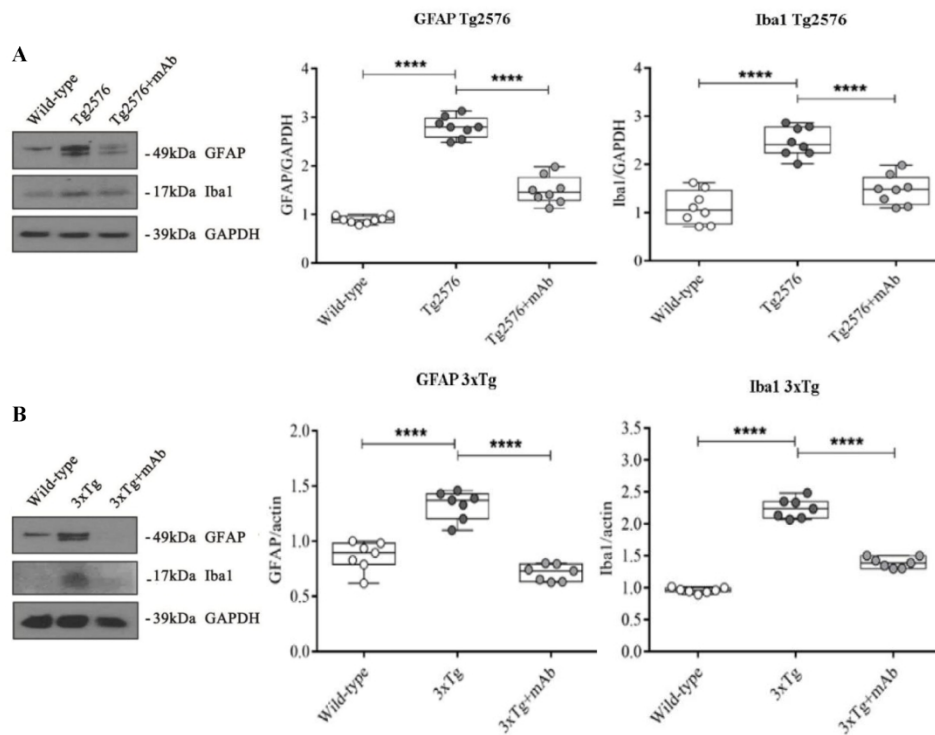 A
Wild-type
Tg2576
Tg2576+mAb
-49kDa GFAP
-17kDa Iba1
-39kDa GAPDH
GFAP Tg2576
****
****
GFAP/GAPDH
4
3
2
1
0
Wild-type
Tg2576
Tg2576+mAb
Iba1 Tg2576
****
****
Iba1/GAPDH
4
3
2
1
0
Wild-type
Tg2576
Tg2576+mAb
B
Wild-type
3xTg
3xTg+mAb
-49kDa GFAP
-17kDa Iba1
-39kDa GAPDH
GFAP 3xTg
****
****
GFAP/actin
2.0
1.5
1.0
0.5
0.0
Wild-type
3xTg
3xTg+mAb
Iba1 3xTg
****
****
Iba1/actin
3.5
3.0
2.5
2.0
1.5
1.0
0.5
0.0
Wild-type
3xTg
3xTg+mAb